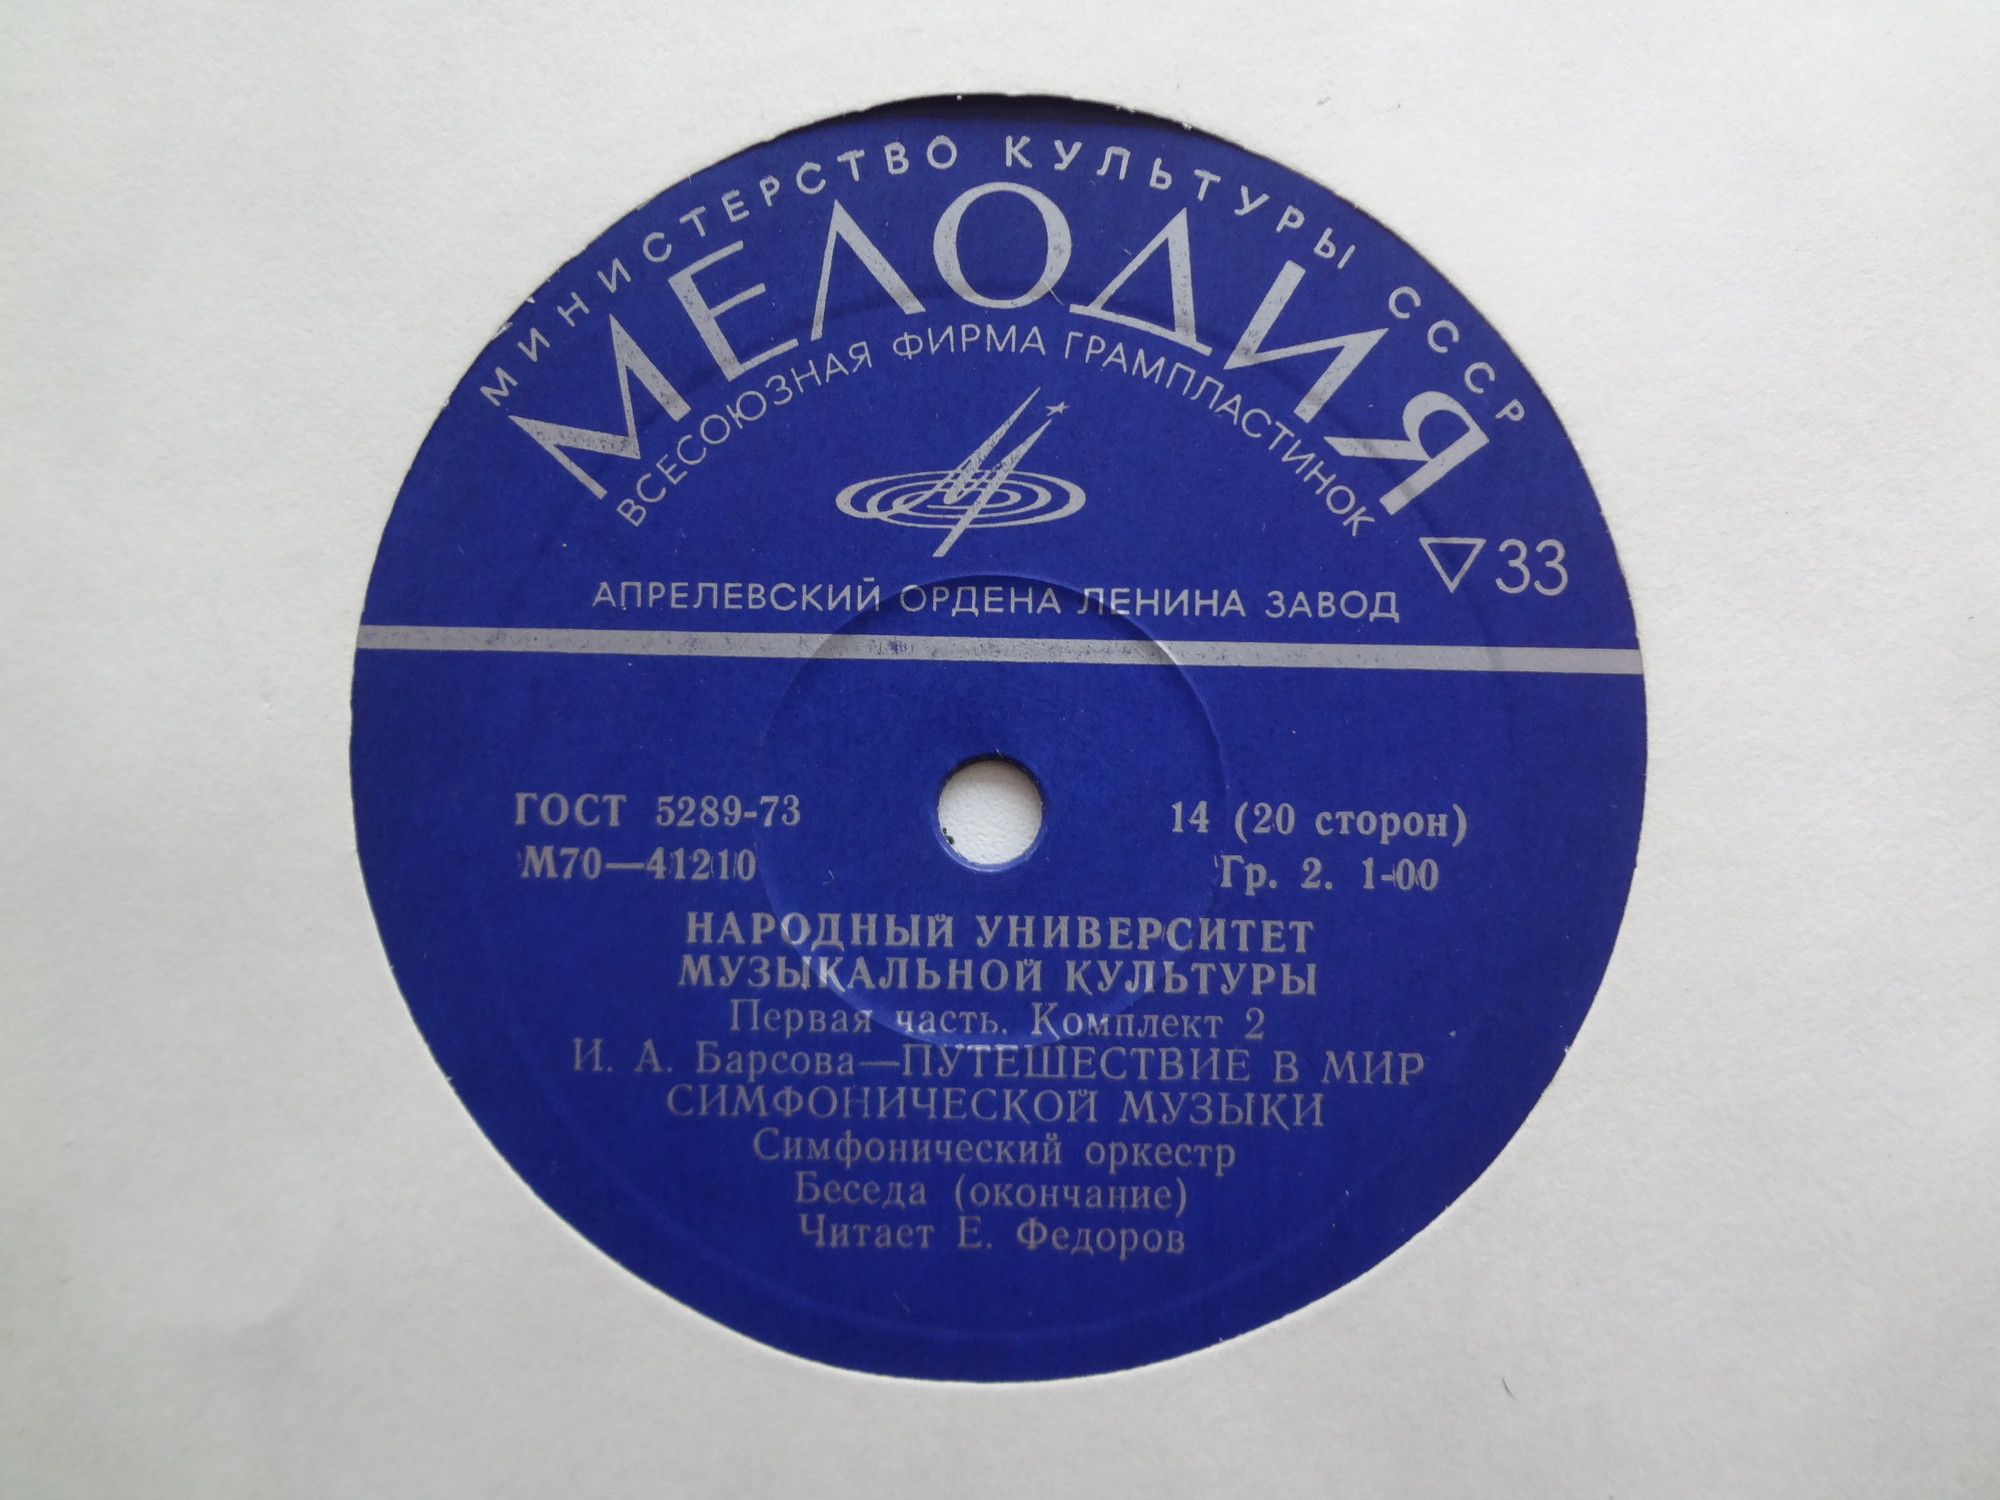 МИНИСТЕРСТВО КУЛЬТУРЫ СССР
МЕЛОДИЯ
ВСЕСОЮЗНАЯ ФИРМА ГРАМПЛАСТИНОК
33
АПРЕЛЕВСКИЙ ОРДЕНА ЛЕНИНА ЗАВОД
ГОСТ 5289-73
М70—41210
14 (20 сторон)
Гр. 2. 1-00
НАРОДНЫЙ УНИВЕРСИТЕТ
МУЗЫКАЛЬНОЙ КУЛЬТУРЫ
Первая часть. Комплект 2
И. А. Барсова—ПУТЕШЕСТВИЕ В МИР
СИМФОНИЧЕСКОЙ МУЗЫКИ
Симфонический оркестр
Беседа (окончание)
Читает Е. Федоров